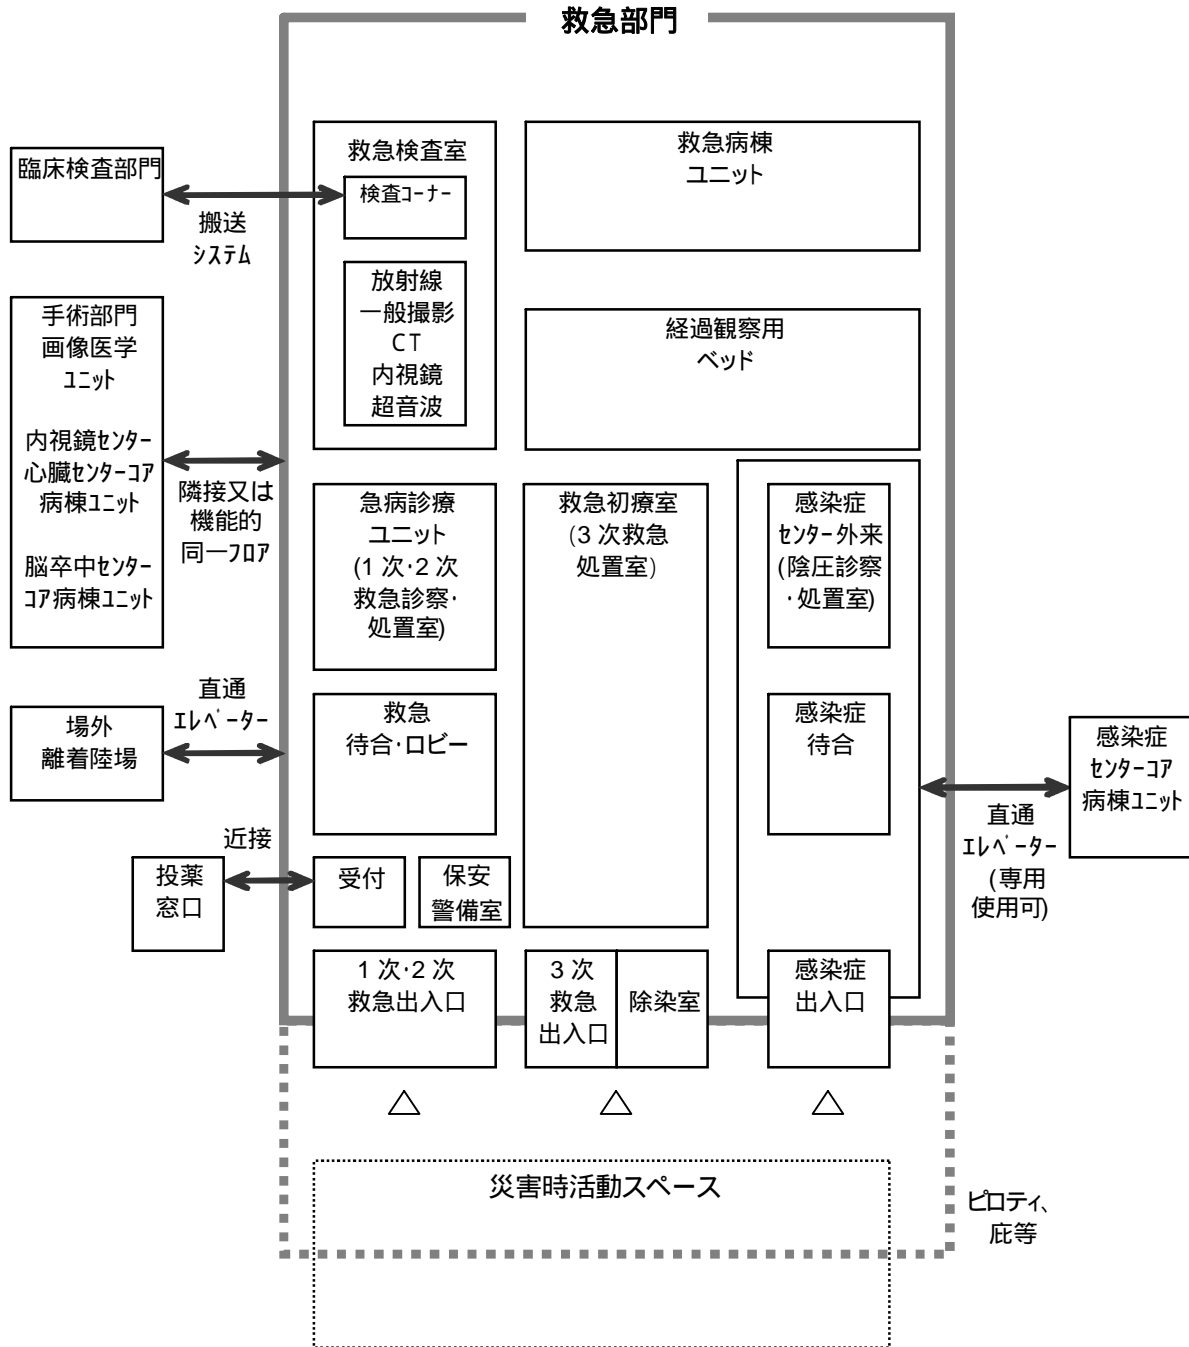 救急部門
臨床検査部門
搬送
ｼｽﾃﾑ
救急検査室
検査ｺｰﾅｰ
放射線
一般撮影
CT
内視鏡
超音波
救急病棟
ユニット
経過観察用
ベッド
手術部門
画像医学
ﾕﾆｯﾄ
内視鏡ｾﾝﾀｰ
心臓ｾﾝﾀｰｺｱ
病棟ﾕﾆｯﾄ
脳卒中ｾﾝﾀｰ
ｺｱ病棟ﾕﾆｯﾄ
隣接又は
機能的
同一ﾌﾛｱ
急病診療
ユニット
(1次･2次
救急診察･
処置室)
救急初療室
(3次救急
処置室)
感染症
ｾﾝﾀｰ外来
(陰圧診察
･処置室)
場外
離着陸場
直通
ｴﾚﾍﾞｰﾀｰ
救急
待合･ロビー
感染症
待合
感染症
ｾﾝﾀｰｺｱ
病棟ﾕﾆｯﾄ
直通
ｴﾚﾍﾞｰﾀｰ
(専用
使用可)
近接
投薬
窓口
受付
保安
警備室
1次･2次
救急出入口
3次
救急
出入口
除染室
感染症
出入口
災害時活動スペース
ピロティ、
庇等